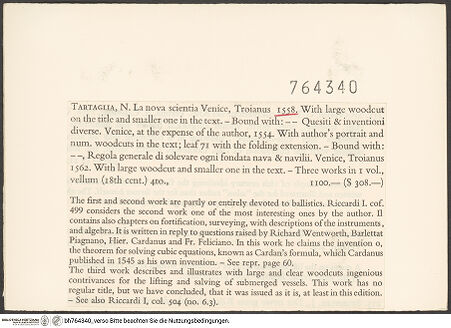 764340
TARTAGLIA, N. La nova scientia Venice, Troianus 1558. With large woodcut
on the title and smaller one in the text. – Bound with: – – Quesiti & inventioni
diverse. Venice, at the expense of the author, 1554. With author's portrait and
num. woodcuts in the text; leaf 71 with the folding extension. – Bound with:
– –, Regola generale di solevare ogni fondata nava & navilii. Venice, Troianus
1562. With large woodcut and smaller one in the text. – Three works in 1 vol.,
vellum (18th cent.) 4to., 1100.— ($ 308.—)
The first and second work are partly or entirely devoted to ballistics. Riccardi I. cof.
499 considers the second work one of the most interesting ones by the author. Il
contains also chapters on fortification, surveying, with descriptions of the instruments,
and algebra. It is written in reply to questions raised by Richard Wentworth, Barlettat
Piagnano, Hier. Cardanus and Fr. Feliciano. In this work he claims the invention o,
the theorem for solving cubic equations, known as Cardan's formula, which Cardanus
published in 1545 as his own invention. – See repr. page 60.
The third work describes and illustrates with large and clear woodcuts ingenious
contrivances for the lifting and salving of submerged vessels. This work has no
regular title, but we have concluded, that it was issued as it is, at least in this edition.
– See also Riccardi I, col. 504 (no. 6.3).
bh764340, verso Bitte beachten Sie die Nutzungsbedingungen.